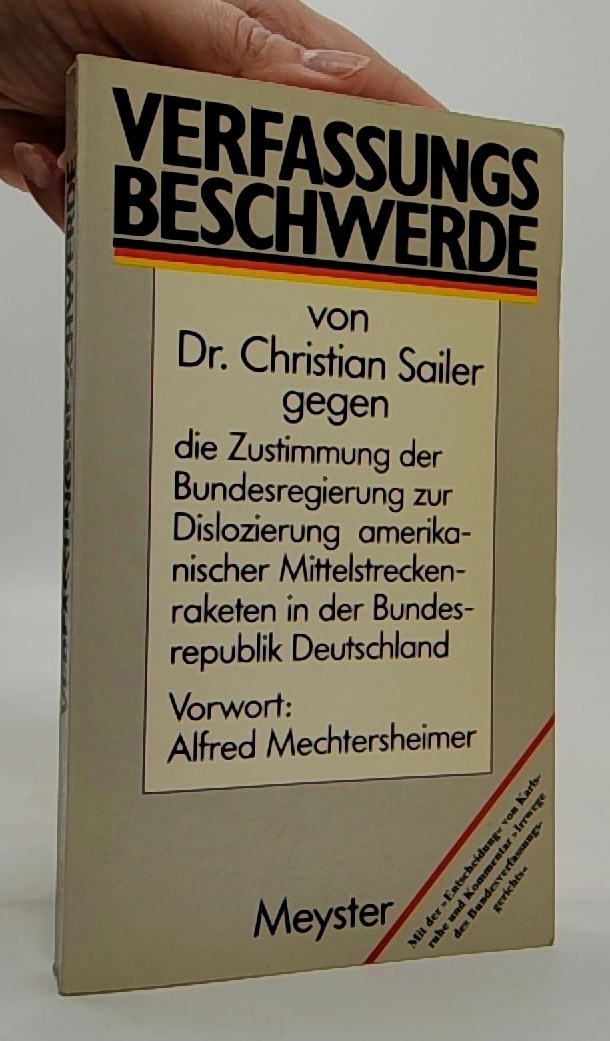 VERFASSUNGS
BESCHWERDE
von
Dr. Christian Sailer
gegen
die Zustimmung der
Bundesregierung zur
Dislozierung amerika-
nischer Mittelstrecken-
raketen in der Bundes-
republik Deutschland
Vorwort:
Alfred Mechtersheimer
Meyster
Mit der »Entscheidung« von Karls-
ruhe und Kommentar »Irrwege
des Bundesverfassungs-
gerichts«
VERFASSUNGSBESCHWERDE